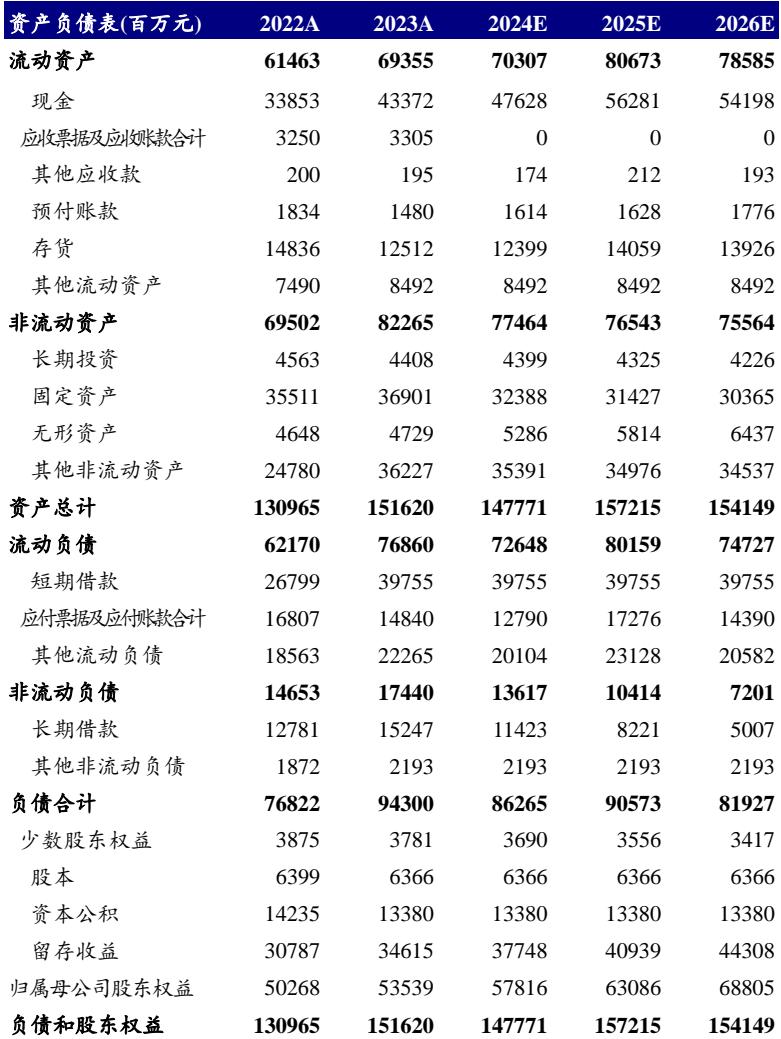 资产负债表(百万元) 2022A 2023A 2024E 2025E 2026E
流动资产 61463 69355 70307 80673 78585
现金 33853 43372 47628 56281 54198
应收票据及应收账款合计 3250 3305 0 0 0
其他应收款 200 195 174 212 193
预付账款 1834 1480 1614 1628 1776
存货 14836 12512 12399 14059 13926
其他流动资产 7490 8492 8492 8492 8492
非流动资产 69502 82265 77464 76543 75564
长期投资 4563 4408 4399 4325 4226
固定资产 35511 36901 32388 31427 30365
无形资产 4648 4729 5286 5814 6437
其他非流动资产 24780 36227 35391 34976 34537
资产总计 130965 151620 147771 157215 154149
流动负债 62170 76860 72648 80159 74727
短期借款 26799 39755 39755 39755 39755
应付票据及应付账款合计 16807 14840 12790 17276 14390
其他流动负债 18563 22265 20104 23128 20582
非流动负债 14653 17440 13617 10414 7201
长期借款 12781 15247 11423 8221 5007
其他非流动负债 1872 2193 2193 2193 2193
负债合计 76822 94300 86265 90573 81927
少数股东权益 3875 3781 3690 3556 3417
股本 6399 6366 6366 6366 6366
资本公积 14235 13380 13380 13380 13380
留存收益 30787 34615 37748 40939 44308
归属母公司股东权益 50268 53539 57816 63086 68805
负债和股东权益 130965 151620 147771 157215 154149